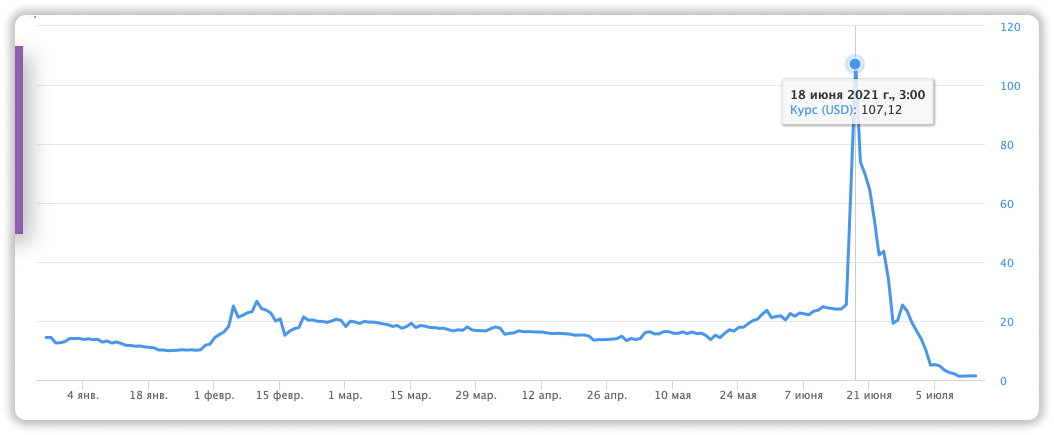 120
100
18 июня 2021 г., 3:00
Курс (USD): 107,12
80
60
40
20
0
4 янв. 18 янв. 1 февр. 15 февр. 1 мар. 15 мар. 29 мар. 12 апр. 26 апр. 10 мая 24 мая 7 июня 21 июня 5 июля